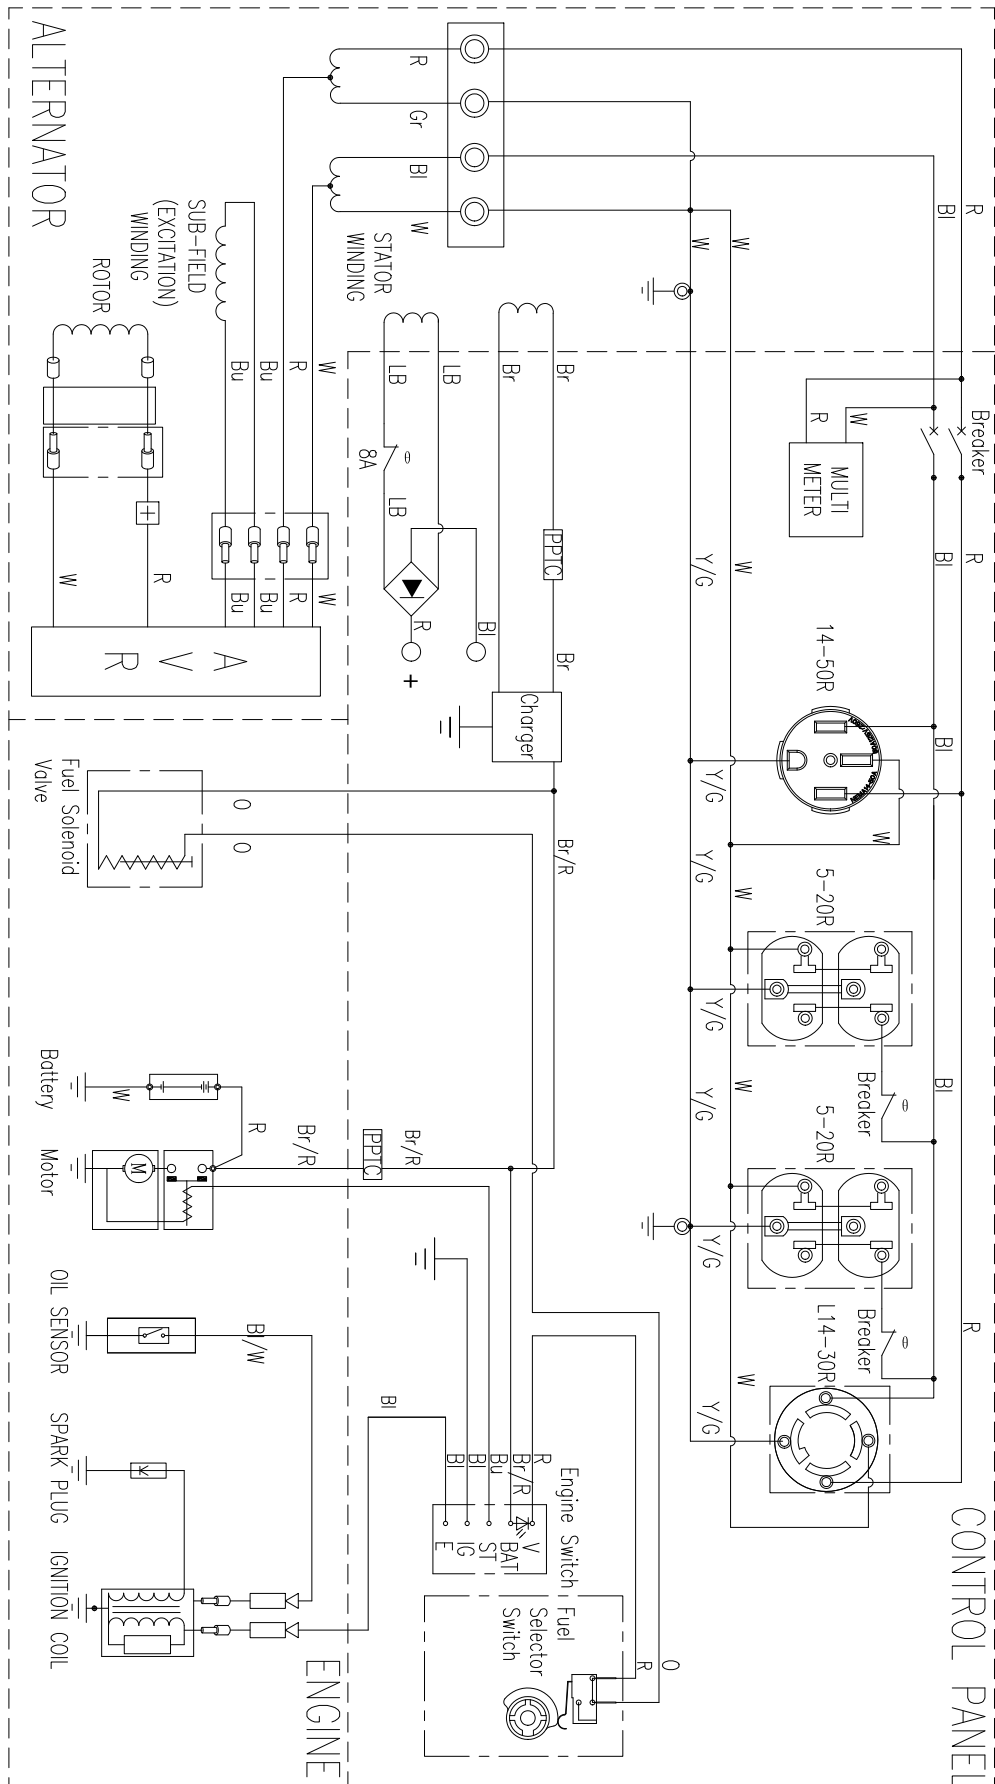 ALTERNATOR
R
Gr
Bl
W
STATOR
WINDING
SUB-FIELD
(EXCITATION)
WINDING
ROTOR
Bu
Bu
R
W
Bu
Bu
R
W
W
R
A V R
R
Bl
W
W
LB
LB
Br
Br
8A
θ
LB
PPTC
Br
R
Bl
+
Charger
Breaker
R
W
MULTI
METER
R
Bl
W
Y/G
14-50R
Bl
Y/G
W
Y/G
W
5-20R
Y/G
W
Y/G
Bl
Breaker
θ
5-20R
Y/G
Breaker
θ
R
L14-30R
W
Y/G
CONTROL PANEL
Fuel Solenoid
Valve
O
O
Br/R
Battery
W
R
Br/R
PPTC
Br/R
Motor
M
OIL SENSOR
Bl/W
SPARK PLUG
IGNITION COIL
Bl
Bl
Bl
Bu
Br/R
R
Engine Switch
E
IG
ST
BAT
V
Fuel
Selector
Switch
R
O
ENGINE